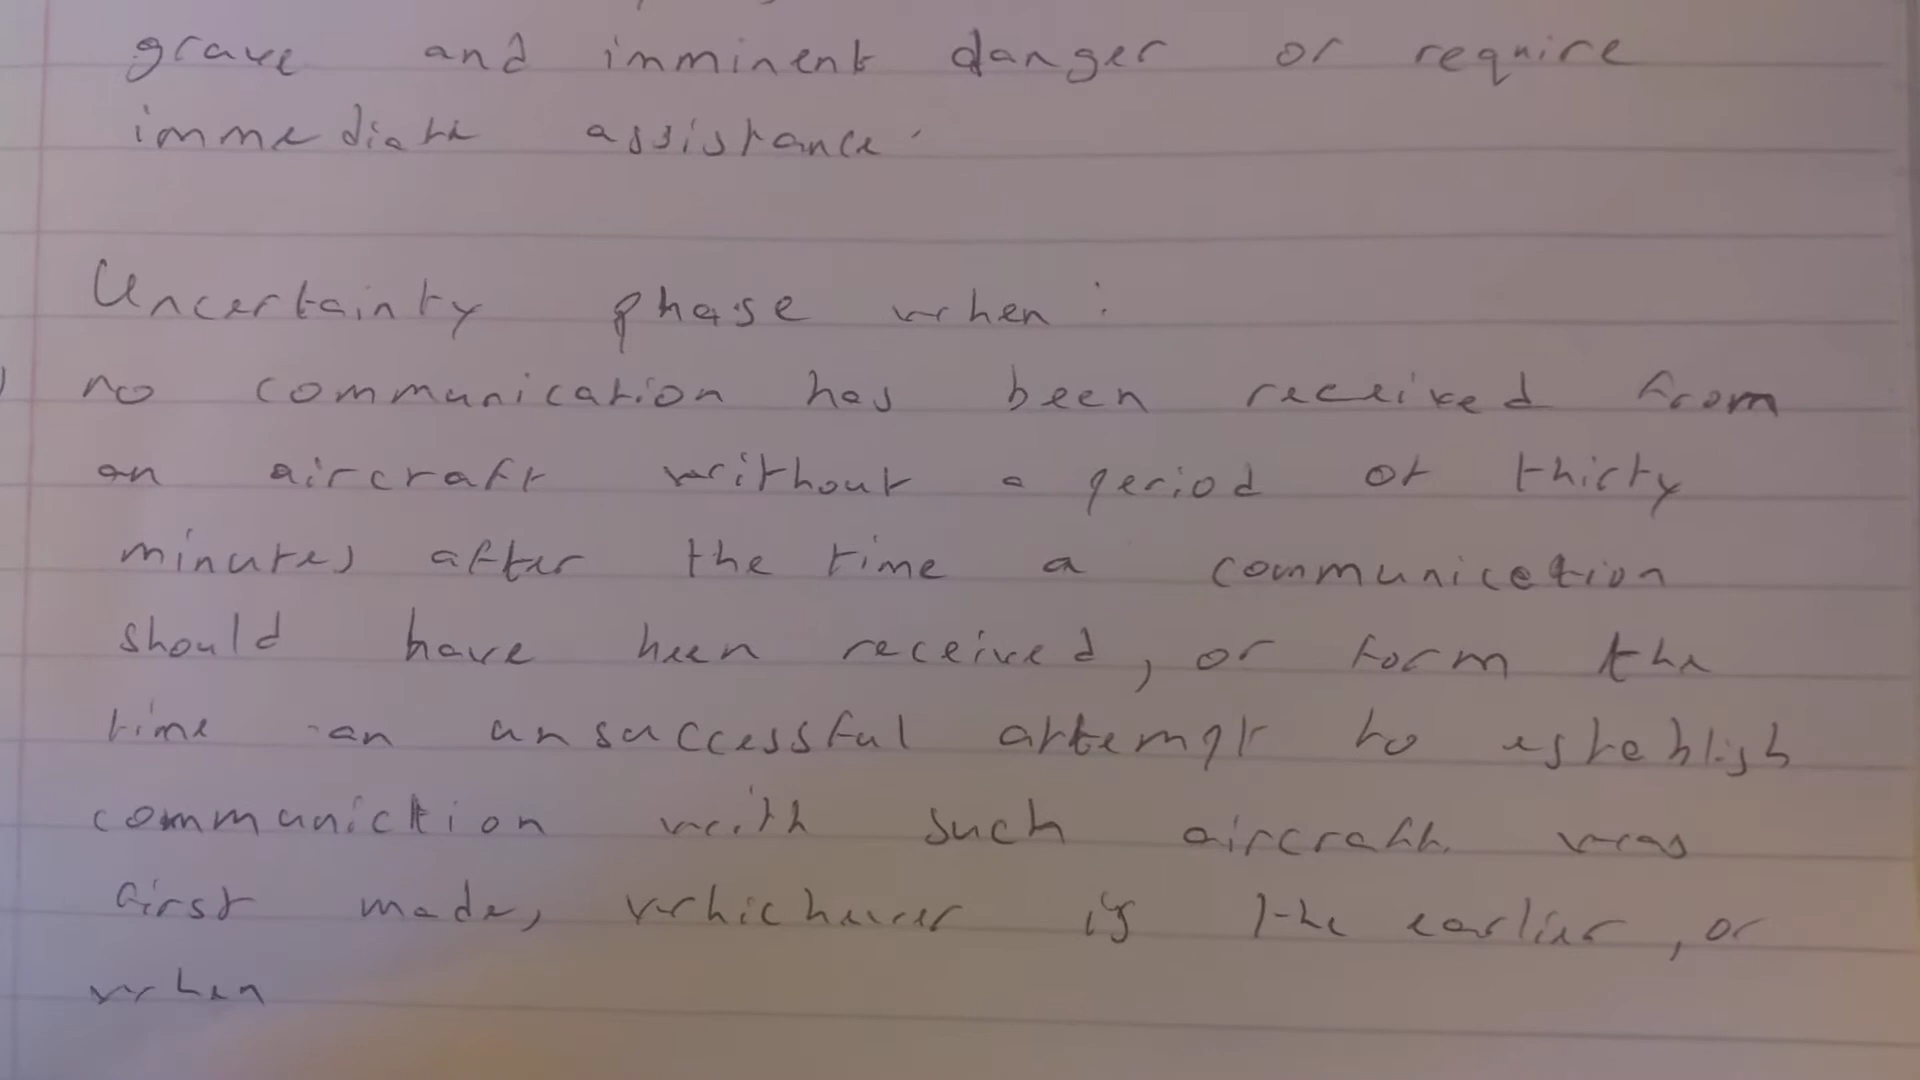 grave and imminent danger or require
immediate assistance.
Uncertainty phase when:
) no communication has been received from
an aircraft without a period of thirty
minutes after the time a communication
should have been received, or form the
time an unsuccessful attempt to establish
communiction with such aircraft was
first made, whichever is the earlier, or
when